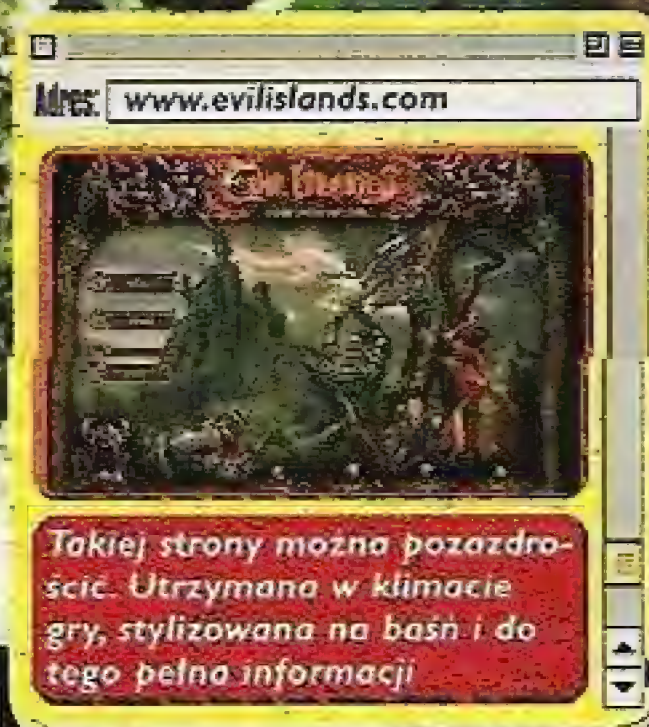 Adres: www.evilislands.com
Takiej strony można pozazdro-
ścić. Utrzymana w klimacie
gry, stylizowana na baśń i do
tego pełna informacji